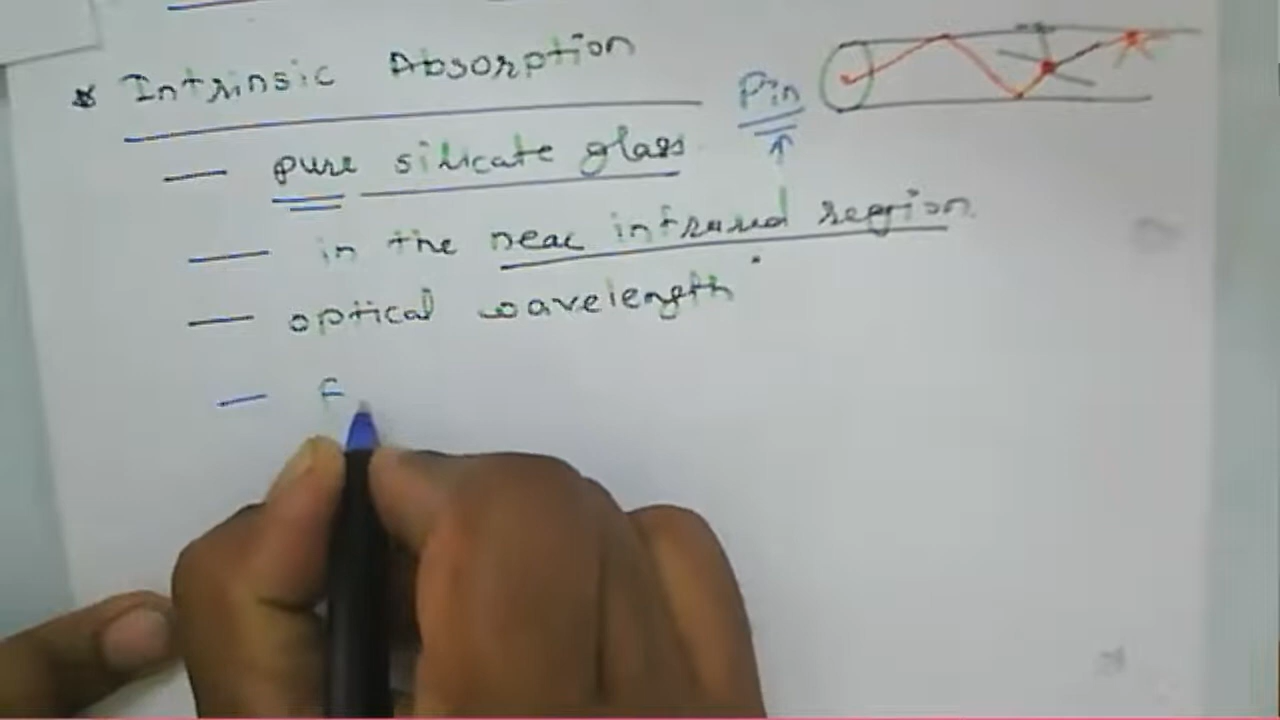 * Intrinsic Absorption
Pin
— pure silicate glass
— in the near infrared region
— optical wavelength
— F